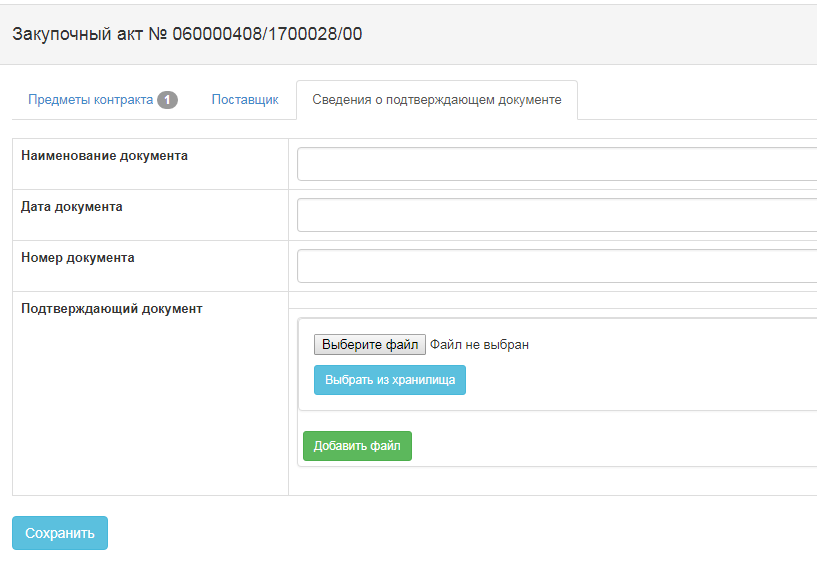 Закупочный акт № 060000408/1700028/00
Предметы контракта 1 Поставщик Сведения о подтверждающем документе
Наименование документа
Дата документа
Номер документа
Подтверждающий документ
Выберите файл Файл не выбран
Выбрать из хранилища
Добавить файл
Сохранить